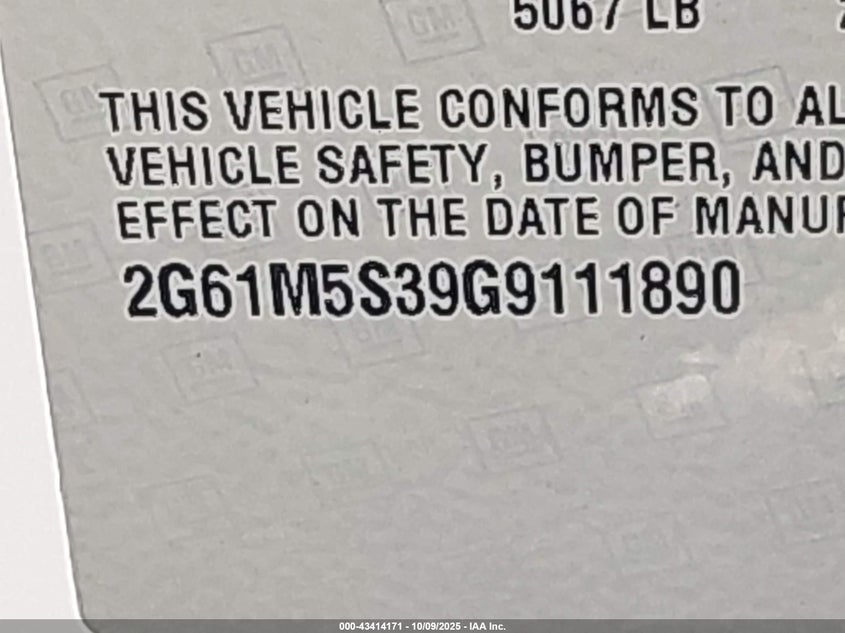 5067 LB
THIS VEHICLE CONFORMS TO AL
VEHICLE SAFETY, BUMPER, AND
EFFECT ON THE DATE OF MANUF
2G61M5S39G9111890
GM
000-43414171 - 10/09/2025 - IAA Inc.